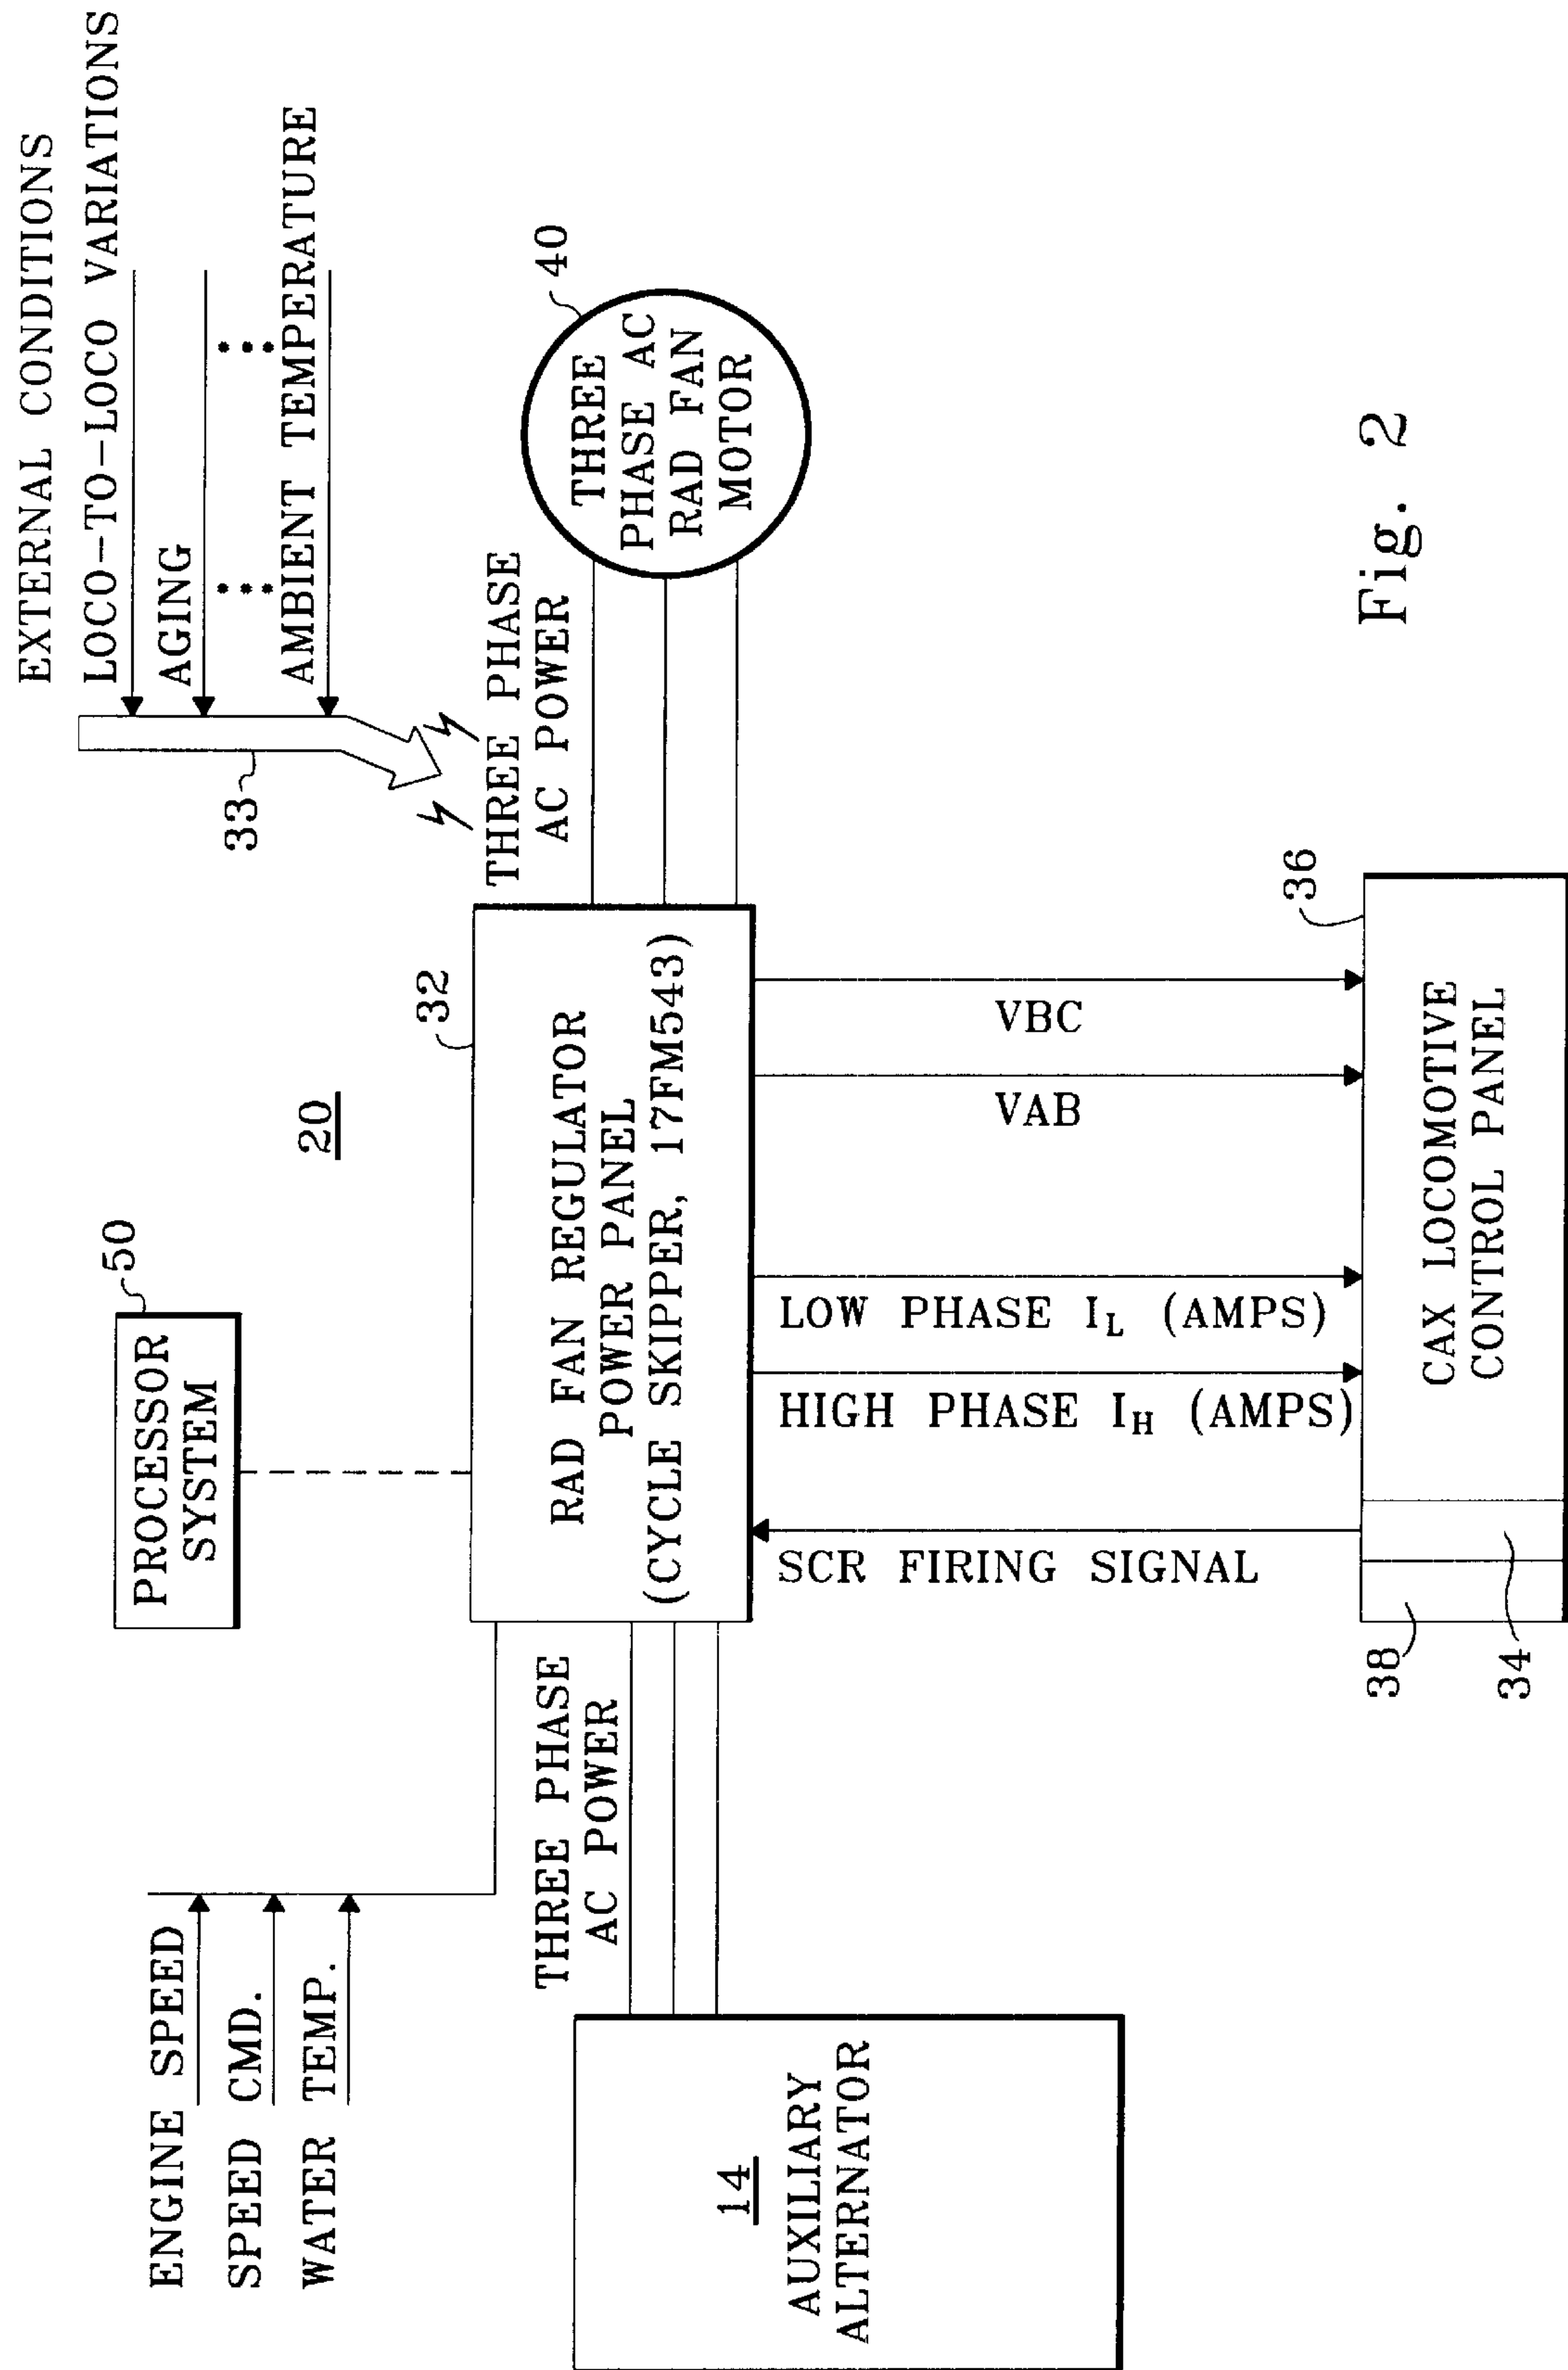 EXTERNAL CONDITIONS
LOCO-TO-LOCO VARIATIONS
AGING
AMBIENT TEMPERATURE
33
ENGINE SPEED
SPEED CMD.
WATER TEMP.
PROCESSOR
SYSTEM
50
20
THREE PHASE
AC POWER
32
RAD FAN REGULATOR
POWER PANEL
(CYCLE SKIPPER, 17FM543)
THREE PHASE
AC POWER
40
THREE
PHASE AC
RAD FAN
MOTOR
14
AUXILIARY
ALTERNATOR
SCR FIRING SIGNAL
HIGH PHASE I_H (AMPS)
LOW PHASE I_L (AMPS)
VAB
VBC
36
38
34
CAX LOCOMOTIVE
CONTROL PANEL
Fig. 2